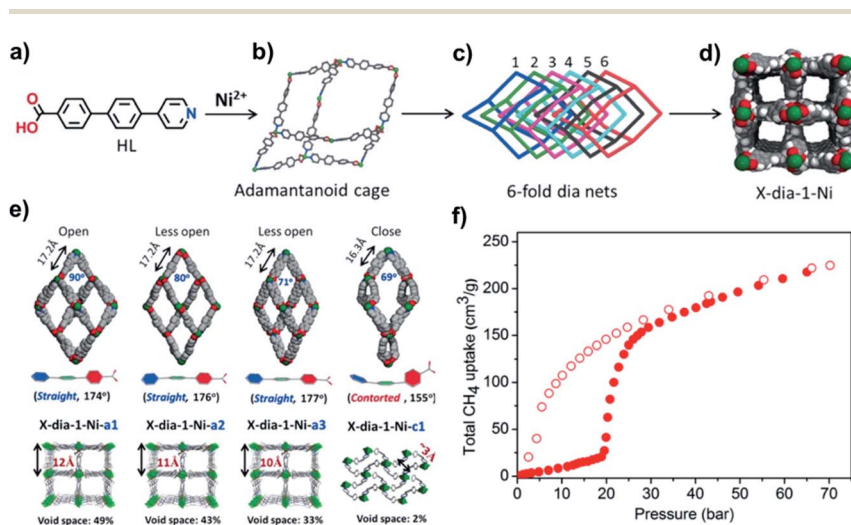 a)
O
HO
N
HL
Ni2+
b)
Adamantanoid cage
c)
1 2 3 4 5 6
6-fold dia nets
d)
X-dia-1-Ni
e)
Open
Less open
Less open
Close
17.2Å
17.2Å
17.2Å
16.3Å
90°
80°
71°
69°
(Straight, 174°)
(Straight, 176°)
(Straight, 177°)
(Contorted , 155°)
X-dia-1-Ni-a1
X-dia-1-Ni-a2
X-dia-1-Ni-a3
X-dia-1-Ni-c1
12Å
11Å
10Å
~3Å
Void space: 49%
Void space: 43%
Void space: 33%
Void space: 2%
f)
Total CH4 uptake (cm3/g)
250
200
150
100
50
0
0 10 20 30 40 50 60 70
Pressure (bar)